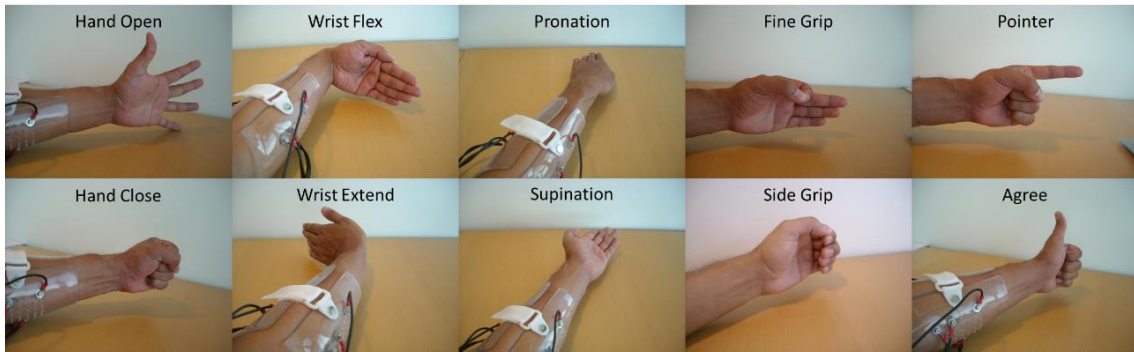 Hand Open
Wrist Flex
Pronation
Fine Grip
Pointer
Hand Close
Wrist Extend
Supination
Side Grip
Agree